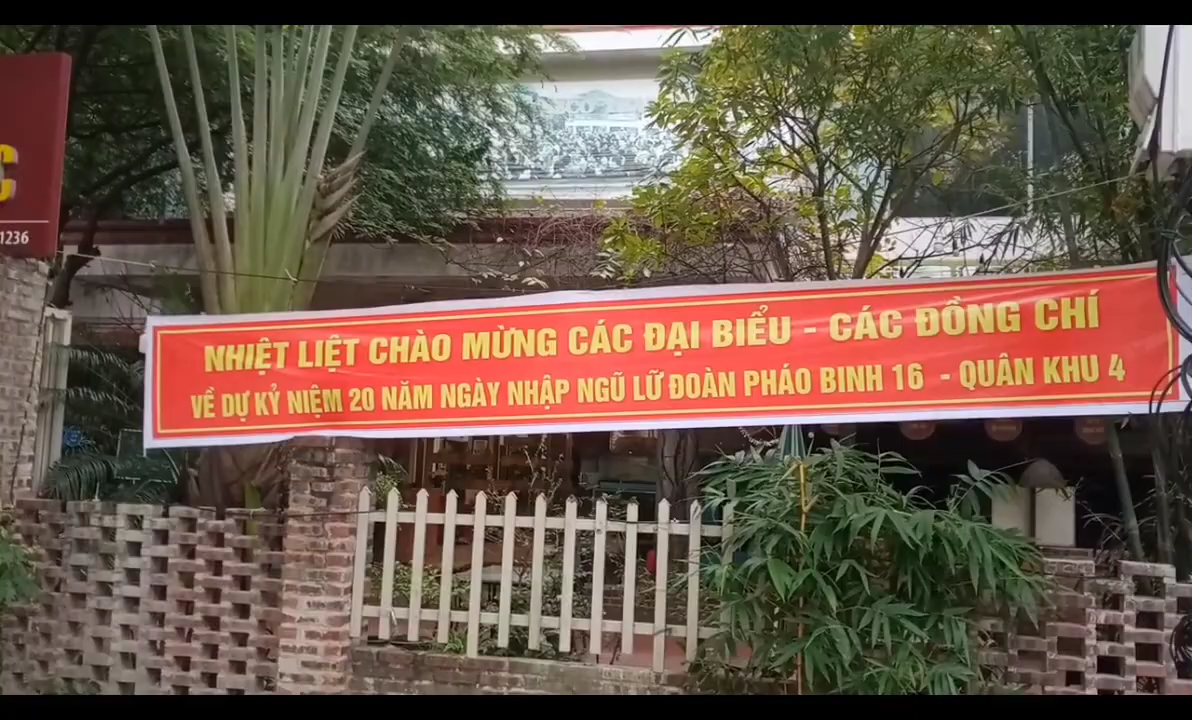 C
1236
NHIỆT LIỆT CHÀO MỪNG CÁC ĐẠI BIỂU - CÁC ĐỒNG CHÍ
VỀ DỰ KỶ NIỆM 20 NĂM NGÀY NHẬP NGŨ LỮ ĐOÀN PHÁO BINH 16 - QUÂN KHU 4